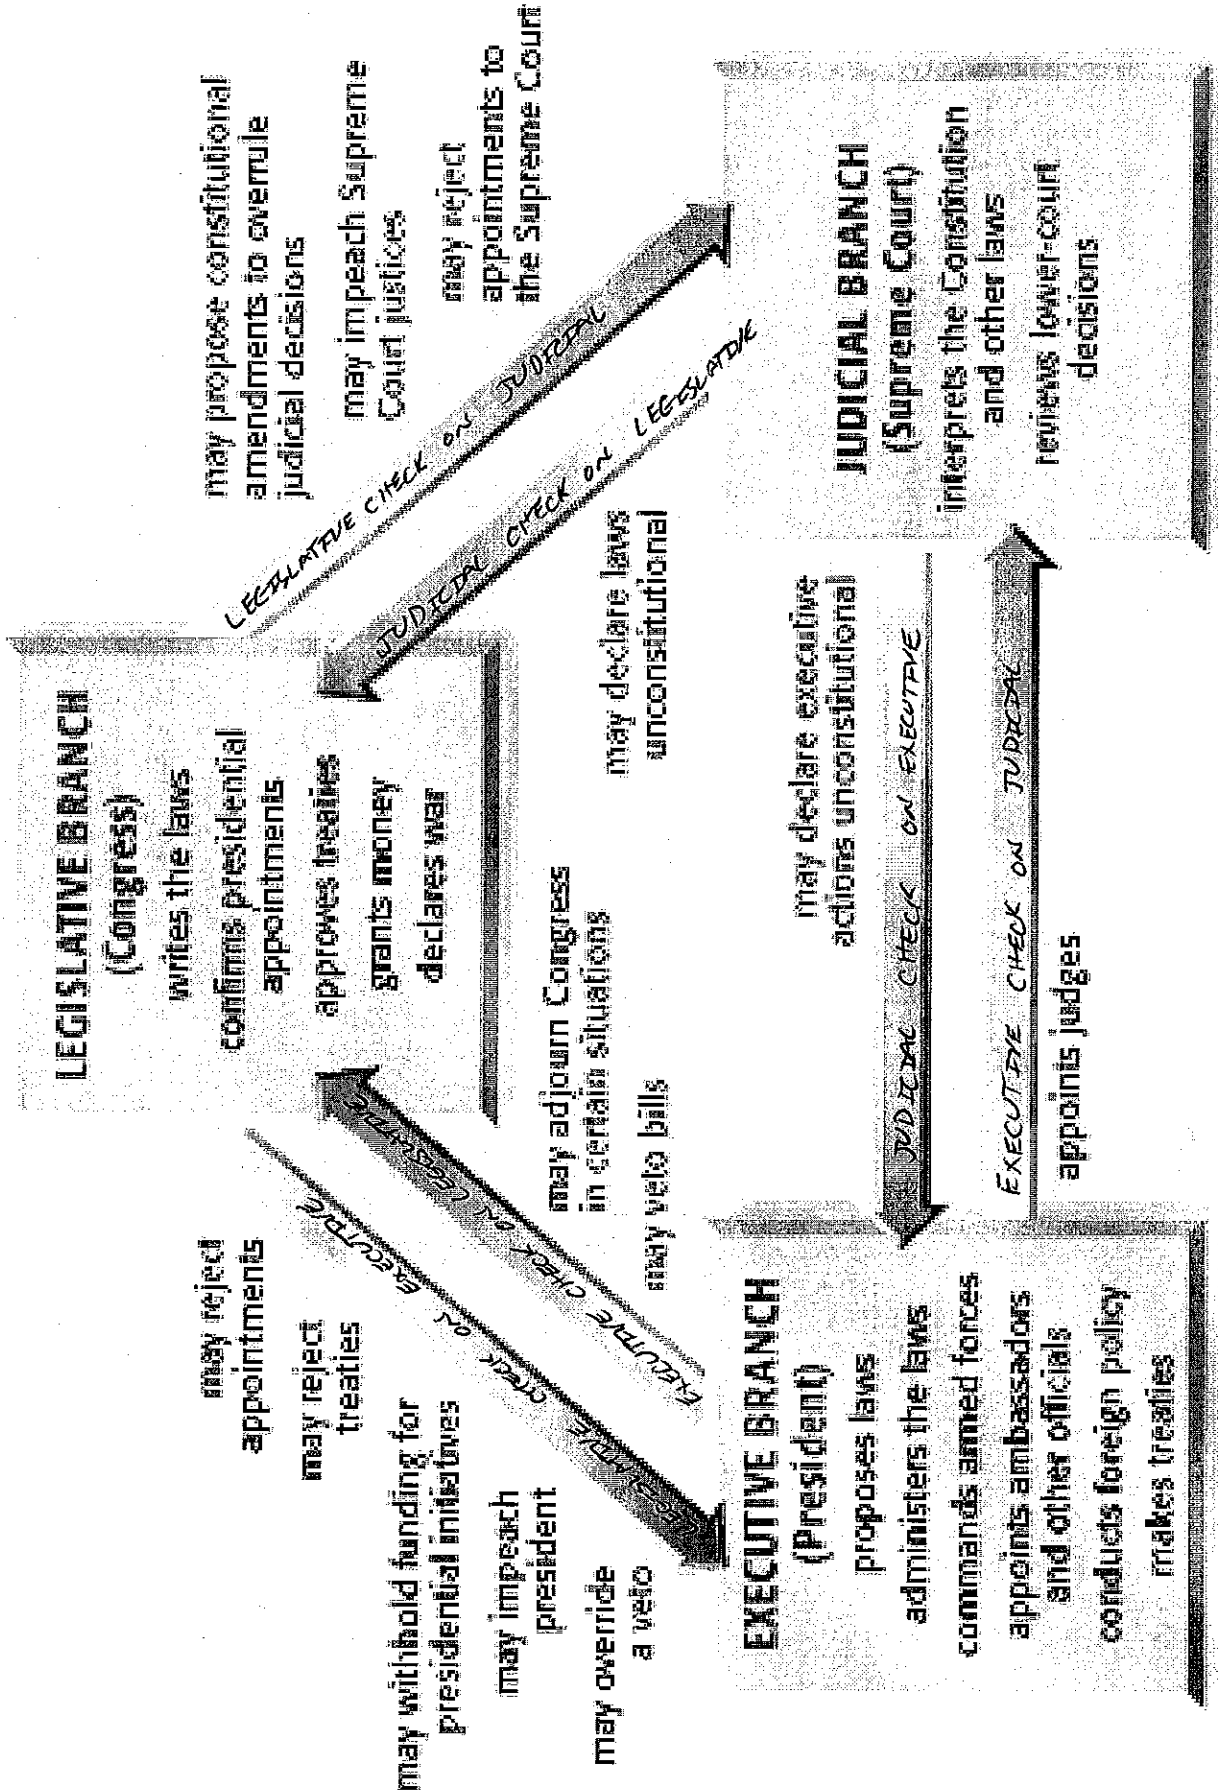 LEGISLATIVE BRANCH
(Congress)
writes the laws
confirms presidential
appointments
approves treaties
grants money
declares war
may reject
appointments
may reject
treaties
may withhold funding for
presidential initiatives
may impeach
president
may override
a veto
LEGISLATIVE CHECK ON EXECUTIVE
EXECUTIVE CHECK ON LEGISLATIVE
may adjourn Congress
in certain situations
may veto bills
may propose constitutional
amendments to overrule
judicial decisions
may impeach Supreme
Court justices
may reject
appointments to
the Supreme Court
LEGISLATIVE CHECK ON JUDICIAL
JUDICIAL CHECK ON LEGISLATIVE
may declare laws
unconstitutional
EXECUTIVE BRANCH
(President)
proposes laws
administers the laws
commands armed forces
appoints ambassadors
and other officials
conducts foreign policy
makes treaties
may declare executive
actions unconstitutional
JUDICIAL CHECK ON EXECUTIVE
EXECUTIVE CHECK ON JUDICIAL
appoints judges
JUDICIAL BRANCH
(Supreme Court)
interprets the Constitution
and other laws
reviews lower-court
decisions